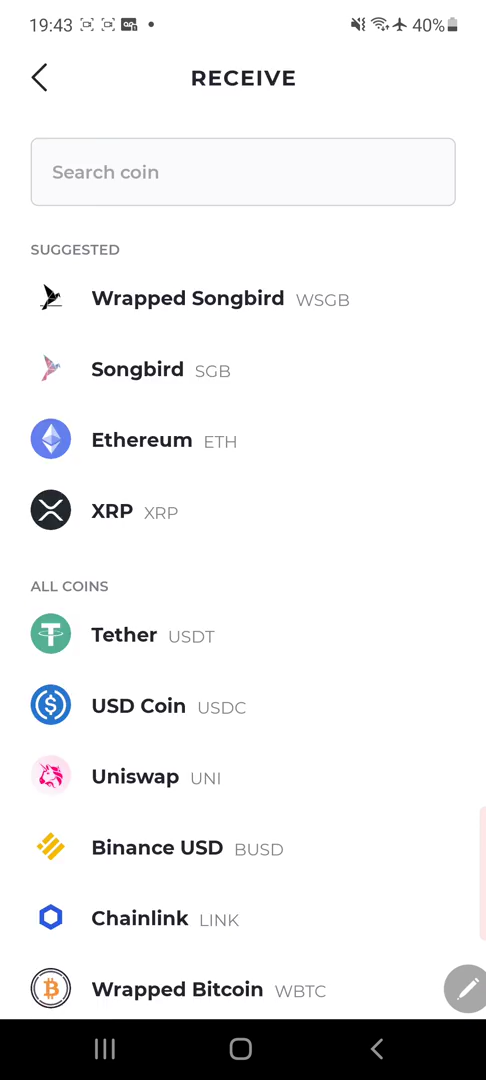 19:43
40%
RECEIVE
Search coin
SUGGESTED
Wrapped Songbird WSGB
Songbird SGB
Ethereum ETH
XRP XRP
ALL COINS
Tether USDT
USD Coin USDC
Uniswap UNI
Binance USD BUSD
Chainlink LINK
Wrapped Bitcoin WBTC